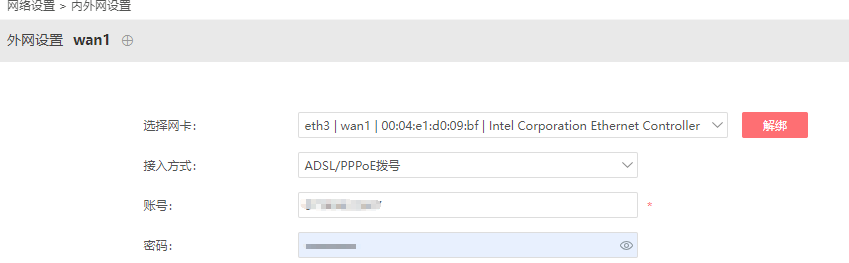 网络设置 > 内外网设置
外网设置 wan1
选择网卡: eth3 | wan1 | 00:04:e1:d0:09:bf | Intel Corporation Ethernet Controller 解绑
接入方式: ADSL/PPPoE拨号
账号: *
密码: